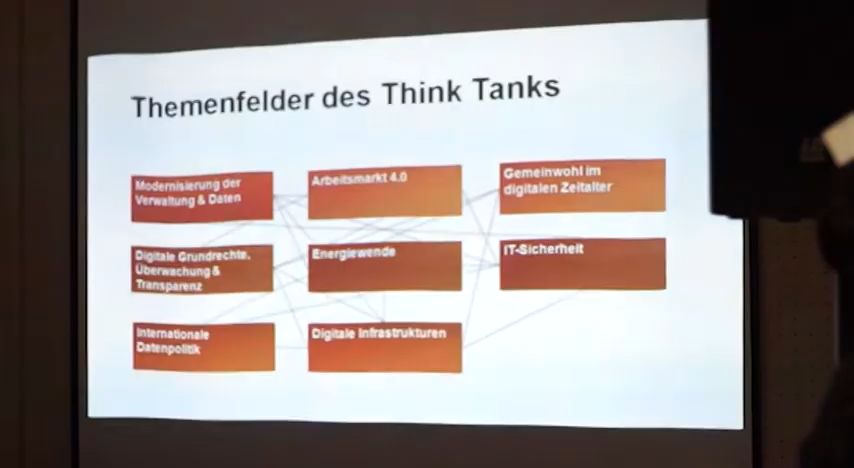 Themenfelder des Think Tanks
Modernisierung der
Verwaltung & Daten
Arbeitsmarkt 4.0
Gemeinwohl im
digitalen Zeitalter
Digitale Grundrechte,
Überwachung &
Transparenz
Energiewende
IT-Sicherheit
Internationale
Datenpolitik
Digitale Infrastrukturen